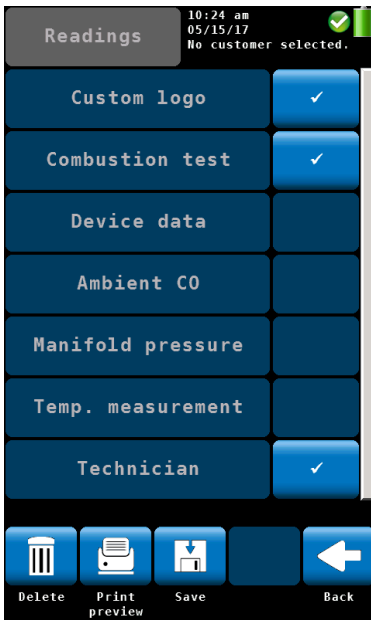 Readings
10:24 am
05/15/17
No customer selected.
Custom logo
Combustion test
Device data
Ambient CO
Manifold pressure
Temp. measurement
Technician
Delete
Print
preview
Save
Back